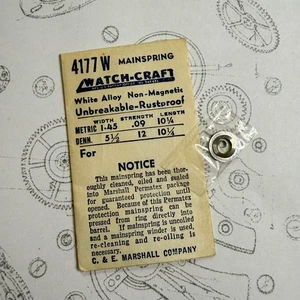 4177 W MAINSPRING
WATCH-CRAFT
White Alloy Non-Magnetic
Unbreakable-Rustproof
WIDTH STRENGTH LENGTH
METRIC 1.45 .09 10¼
DENN. 5½ 12 10¼
For
NOTICE
This mainspring has been thor-
oughly cleaned, oiled and sealed
into Marshall Permatex package
for guaranteed protection until
opened. Because of this Permatex
protection mainspring can be
pressed from ring directly into
barrel. If mainspring is uncoiled
and a winder is normally used,
re-cleaning and re-oiling is
necessary.
C. & E. MARSHALL COMPANY